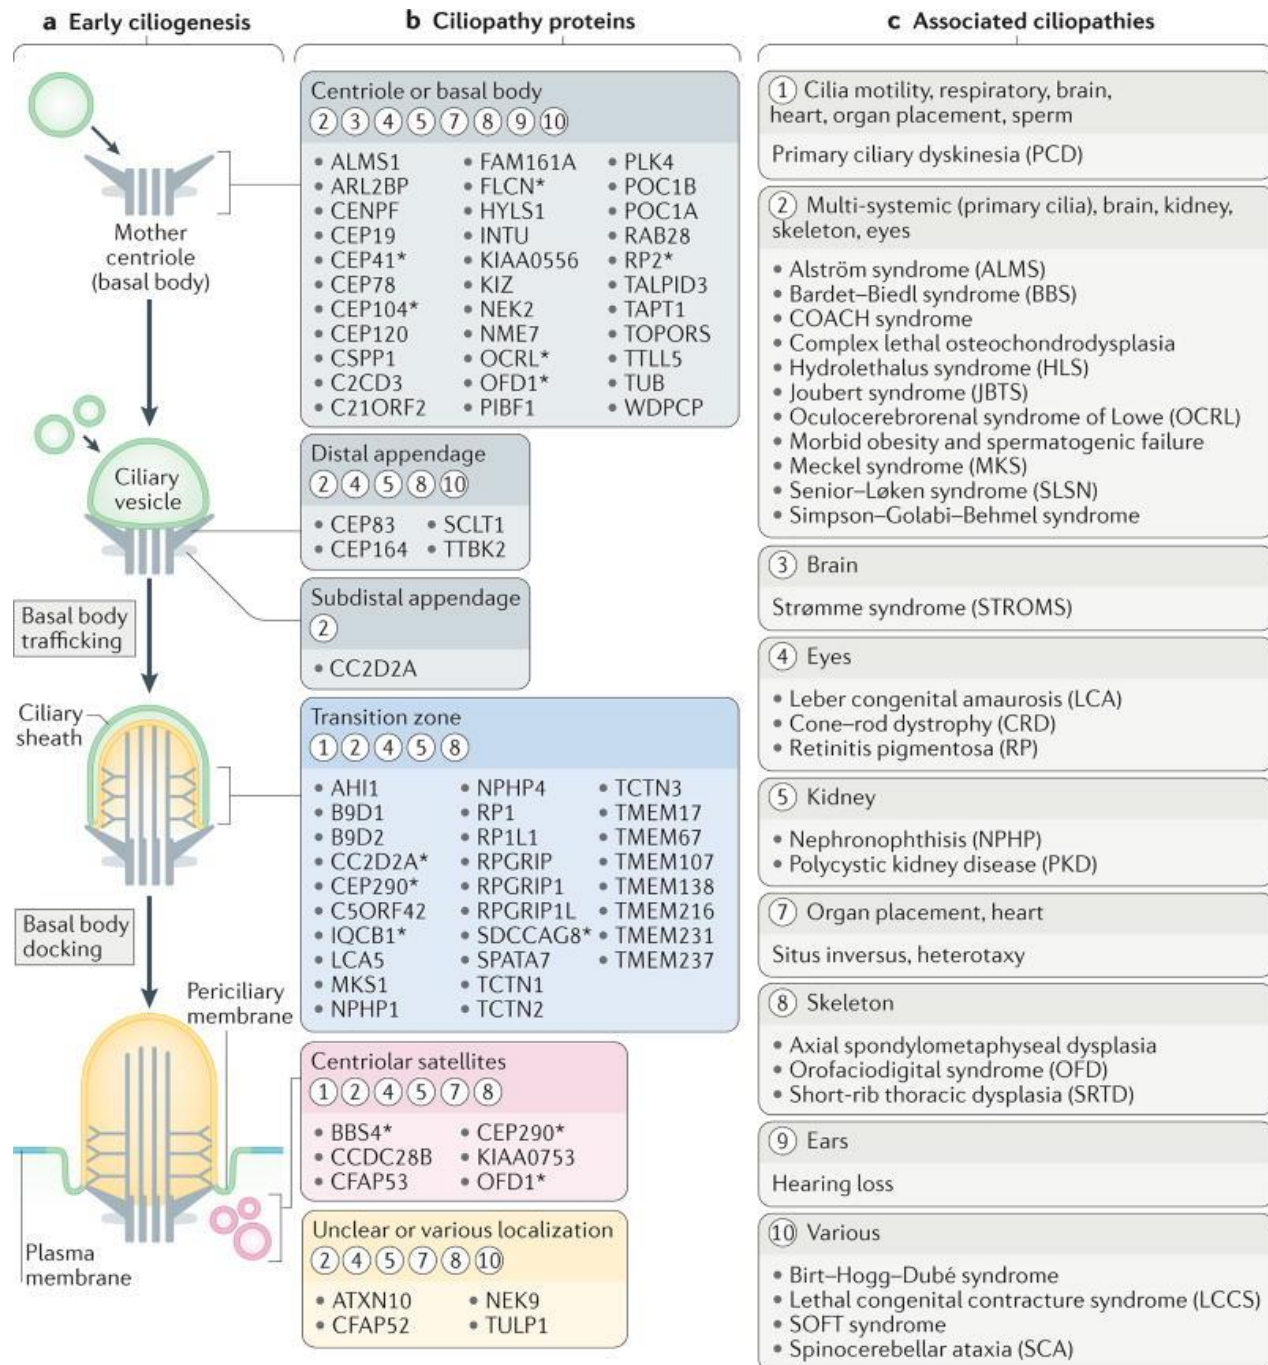 a Early ciliogenesis
Mother
centriole
(basal body)
Ciliary
vesicle
Basal body
trafficking
Ciliary
sheath
Basal body
docking
Periciliary
membrane
Plasma
membrane
b Ciliopathy proteins
Centriole or basal body
2 3 4 5 7 8 9 10
• ALMS1
• ARL2BP
• CENPF
• CEP19
• CEP41*
• CEP78
• CEP104*
• CEP120
• CSPP1
• C2CD3
• C21ORF2
• FAM161A
• FLCN*
• HYLS1
• INTU
• KIAA0556
• KIZ
• NEK2
• NME7
• OCRL*
• OFD1*
• PIBF1
• PLK4
• POC1B
• POC1A
• RAB28
• RP2*
• TALPID3
• TAPT1
• TOPORS
• TTLL5
• TUB
• WDPCP
Distal appendage
2 4 5 8 10
• CEP83
• CEP164
• SCLT1
• TTBK2
Subdistal appendage
2
• CC2D2A
Transition zone
1 2 4 5 8
• AHI1
• B9D1
• B9D2
• CC2D2A*
• CEP290*
• C5ORF42
• IQCB1*
• LCA5
• MKS1
• NPHP1
• NPHP4
• RP1
• RP1L1
• RPGRIP
• RPGRIP1
• RPGRIP1L
• SDCCAG8*
• SPATA7
• TCTN1
• TCTN2
• TCTN3
• TMEM17
• TMEM67
• TMEM107
• TMEM138
• TMEM216
• TMEM231
• TMEM237
Centriolar satellites
1 2 4 5 7 8
• BBS4*
• CCDC28B
• CFAP53
• CEP290*
• KIAA0753
• OFD1*
Unclear or various localization
2 4 5 7 8 10
• ATXN10
• CFAP52
• NEK9
• TULP1
c Associated ciliopathies
1 Cilia motility, respiratory, brain,
heart, organ placement, sperm
Primary ciliary dyskinesia (PCD)
2 Multi-systemic (primary cilia), brain, kidney,
skeleton, eyes
• Alström syndrome (ALMS)
• Bardet–Biedl syndrome (BBS)
• COACH syndrome
• Complex lethal osteochondrodysplasia
• Hydrolethalus syndrome (HLS)
• Joubert syndrome (JBTS)
• Oculocerebrorenal syndrome of Lowe (OCRL)
• Morbid obesity and spermatogenic failure
• Meckel syndrome (MKS)
• Senior–Løken syndrome (SLSN)
• Simpson–Golabi–Behmel syndrome
3 Brain
Strømme syndrome (STROMS)
4 Eyes
• Leber congenital amaurosis (LCA)
• Cone–rod dystrophy (CRD)
• Retinitis pigmentosa (RP)
5 Kidney
• Nephronophthisis (NPHP)
• Polycystic kidney disease (PKD)
7 Organ placement, heart
Situs inversus, heterotaxy
8 Skeleton
• Axial spondylometaphyseal dysplasia
• Orofaciodigital syndrome (OFD)
• Short-rib thoracic dysplasia (SRTD)
9 Ears
Hearing loss
10 Various
• Birt–Hogg–Dubé syndrome
• Lethal congenital contracture syndrome (LCCS)
• SOFT syndrome
• Spinocerebellar ataxia (SCA)